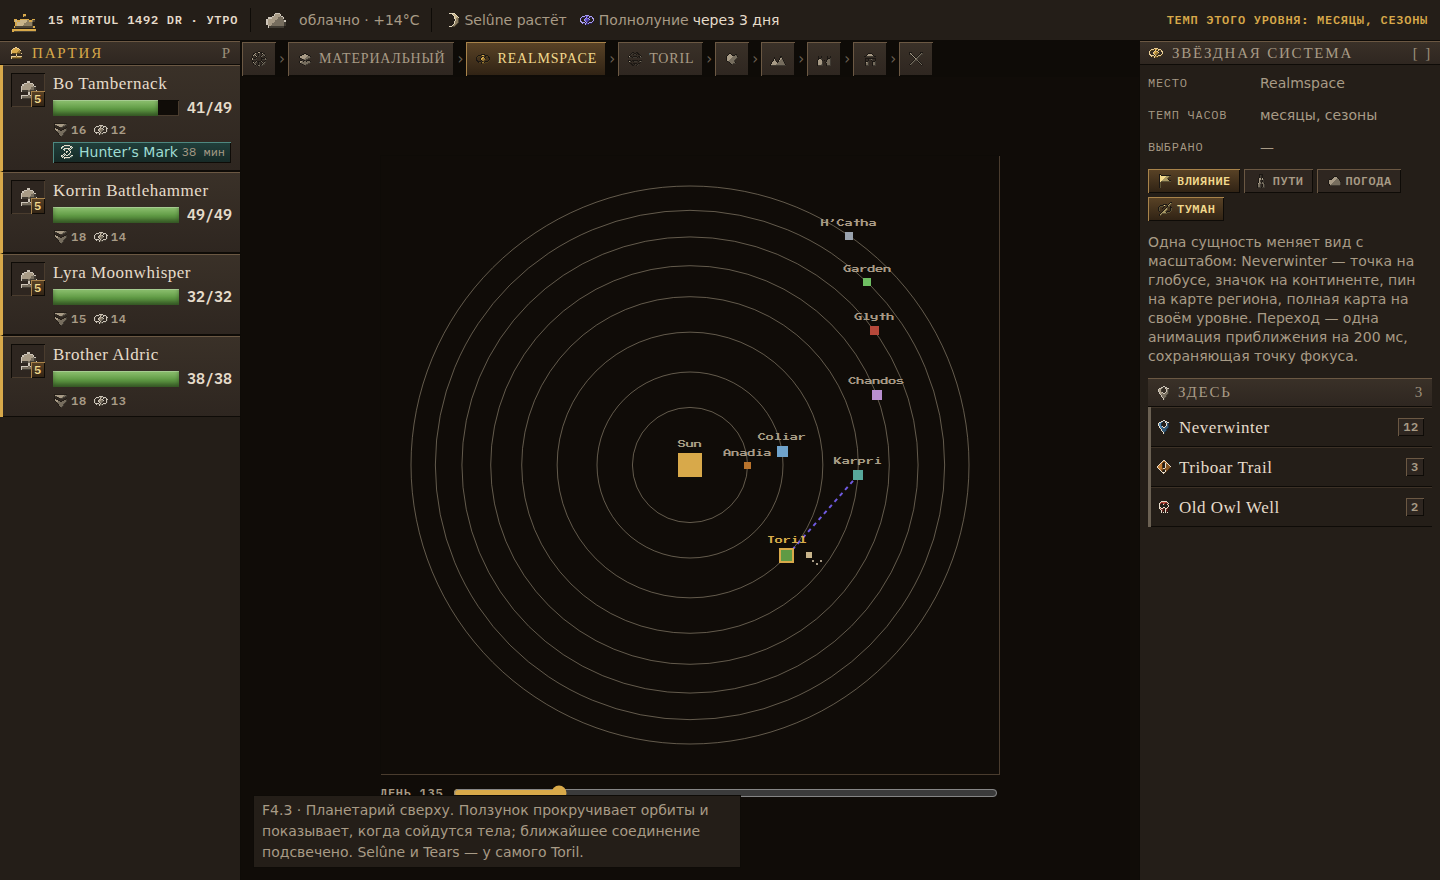 15 MIRTUL 1492 DR · УТРО
облачно · +14°C
Selûne растёт
Полнолуние через 3 дня
ТЕМП ЭТОГО УРОВНЯ: МЕСЯЦЫ, СЕЗОНЫ
ПАРТИЯ P
МАТЕРИАЛЬНЫЙ › REALMSPACE › TORIL
ЗВЁЗДНАЯ СИСТЕМА [ ]
Bo Tambernack
5
41/49
16 12
Hunter’s Mark 38 мин
Korrin Battlehammer
5
49/49
18 14
Lyra Moonwhisper
5
32/32
15 14
Brother Aldric
5
38/38
18 13
H’Catha
Garden
Glyth
Chandos
Sun
Coliar
Anadia
Karpri
Toril
ДЕНЬ 135
F4.3 · Планетарий сверху. Ползунок прокручивает орбиты и
показывает, когда сойдутся тела; ближайшее соединение
подсвечено. Selûne и Tears — у самого Toril.
МЕСТО Realmspace
ТЕМП ЧАСОВ месяцы, сезоны
ВЫБРАНО —
ВЛИЯНИЕ ПУТИ ПОГОДА
ТУМАН
Одна сущность меняет вид с
масштабом: Neverwinter — точка на
глобусе, значок на континенте, пин
на карте региона, полная карта на
своём уровне. Переход — одна
анимация приближения на 200 мс,
сохраняющая точку фокуса.
ЗДЕСЬ 3
Neverwinter 12
Triboar Trail 3
Old Owl Well 2